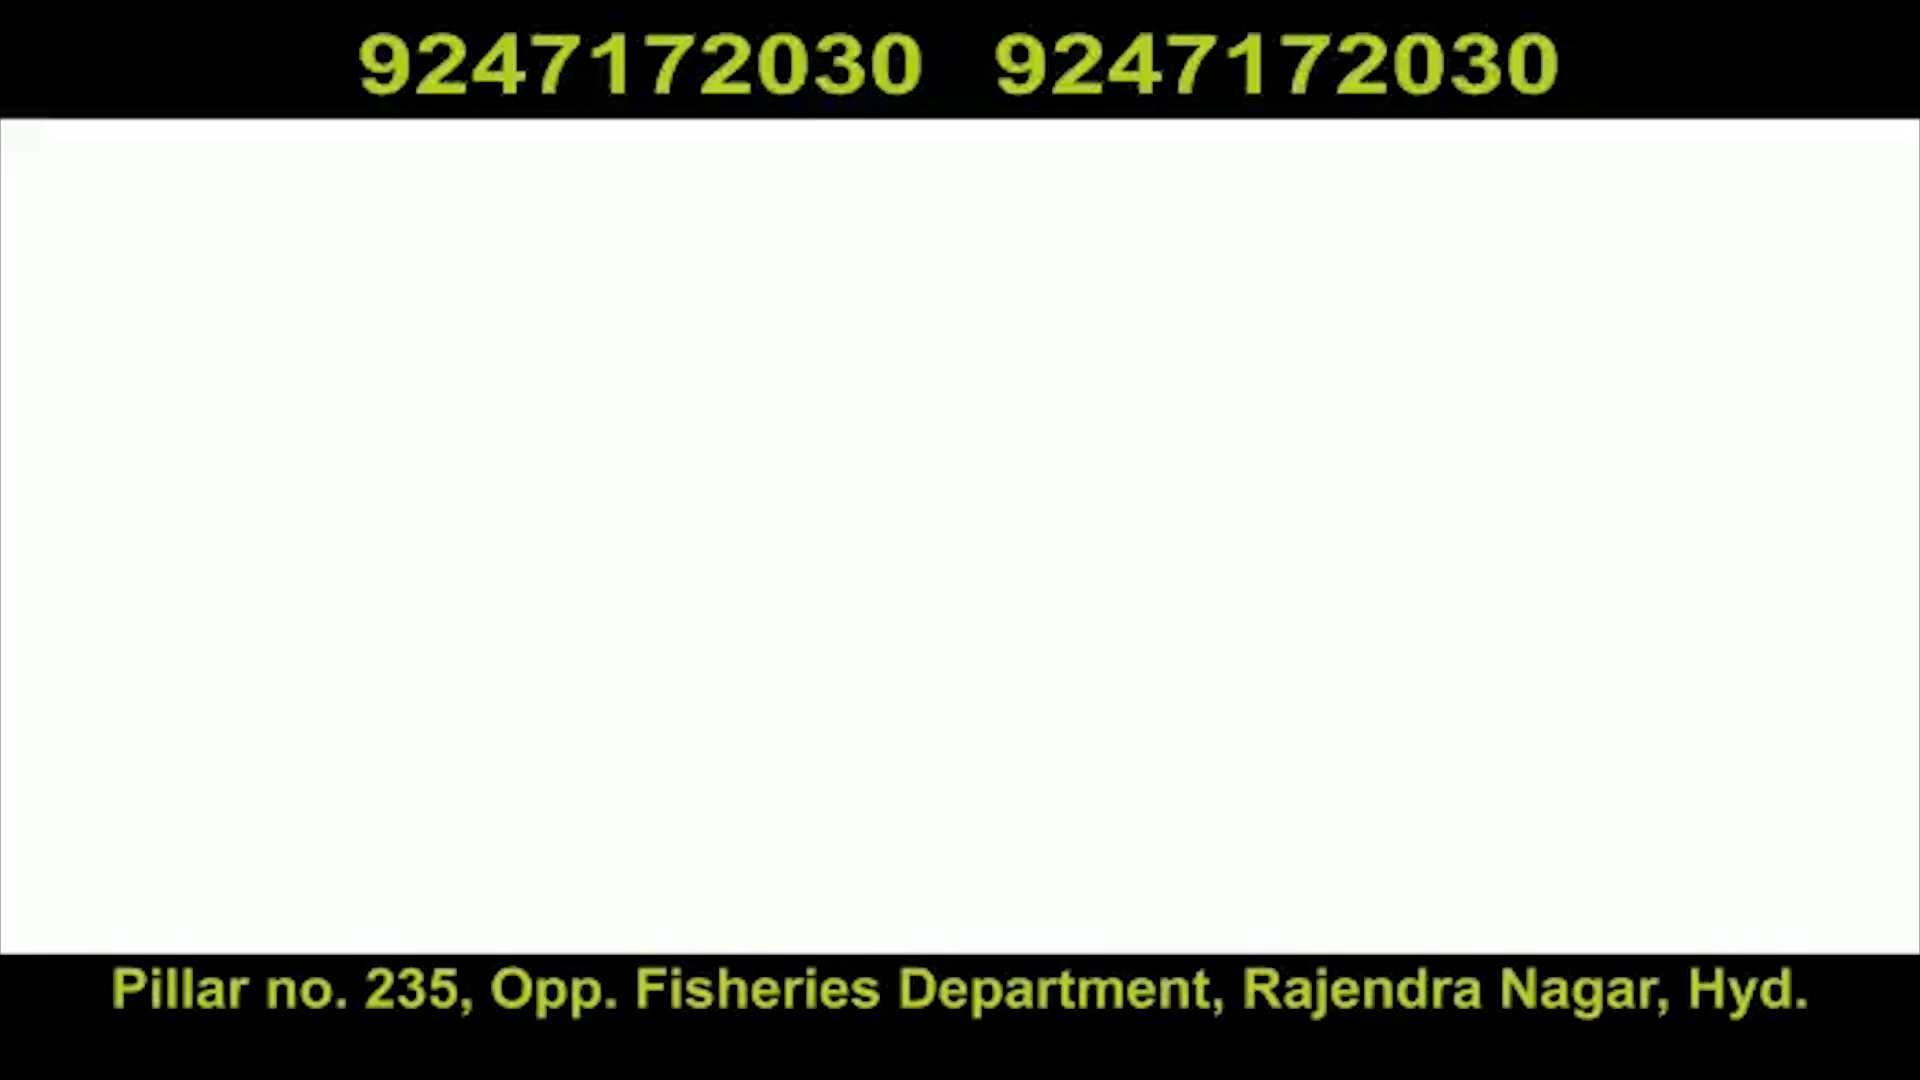 9247172030 9247172030
Pillar no. 235, Opp. Fisheries Department, Rajendra Nagar, Hyd.